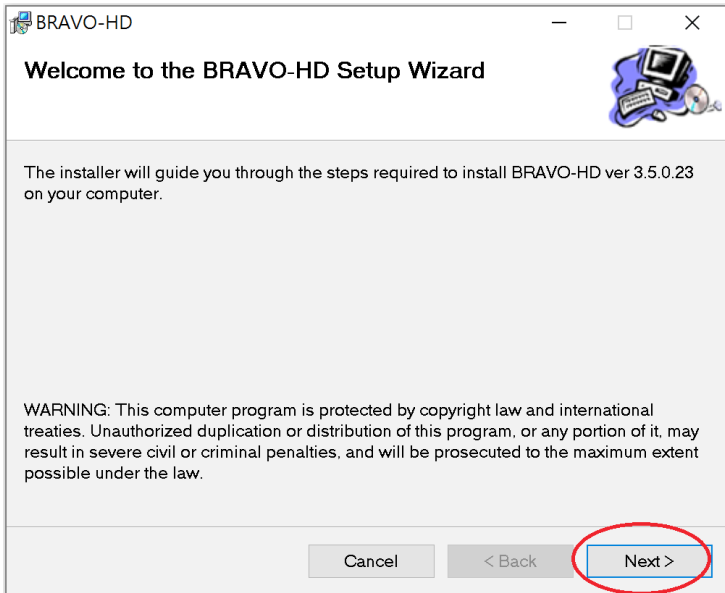 BRAVO-HD
Welcome to the BRAVO-HD Setup Wizard
The installer will guide you through the steps required to install BRAVO-HD ver 3.5.0.23
on your computer.
WARNING: This computer program is protected by copyright law and international
treaties. Unauthorized duplication or distribution of this program, or any portion of it, may
result in severe civil or criminal penalties, and will be prosecuted to the maximum extent
possible under the law.
Cancel
< Back
Next >